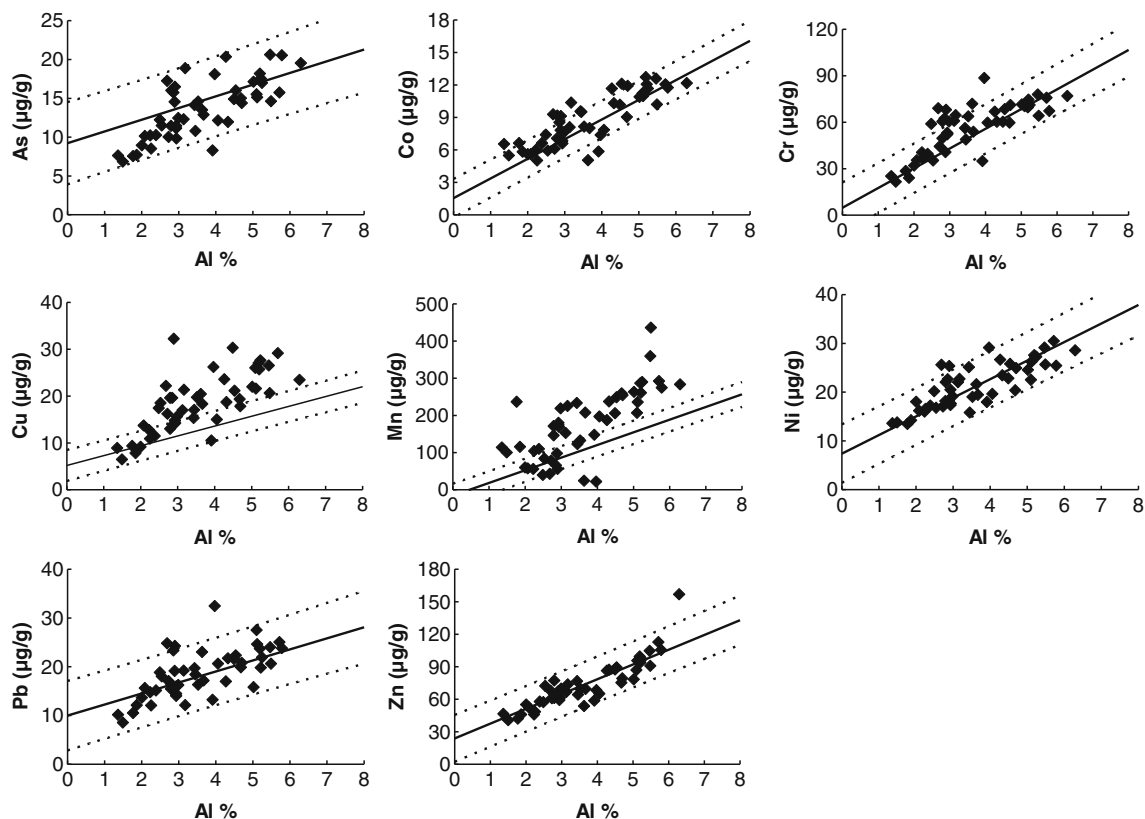 25
20
15
10
5
0
As (µg/g)
0 1 2 3 4 5 6 7 8
Al %
18
15
12
9
6
3
0
Co (µg/g)
0 1 2 3 4 5 6 7 8
Al %
120
90
60
30
0
Cr (µg/g)
0 1 2 3 4 5 6 7 8
Al %
40
30
20
10
0
Cu (µg/g)
0 1 2 3 4 5 6 7 8
Al %
500
400
300
200
100
0
Mn (µg/g)
0 1 2 3 4 5 6 7 8
Al %
40
30
20
10
0
Ni (µg/g)
0 1 2 3 4 5 6 7 8
Al %
40
30
20
10
0
Pb (µg/g)
0 1 2 3 4 5 6 7 8
Al %
180
150
120
90
60
30
0
Zn (µg/g)
0 1 2 3 4 5 6 7 8
Al %